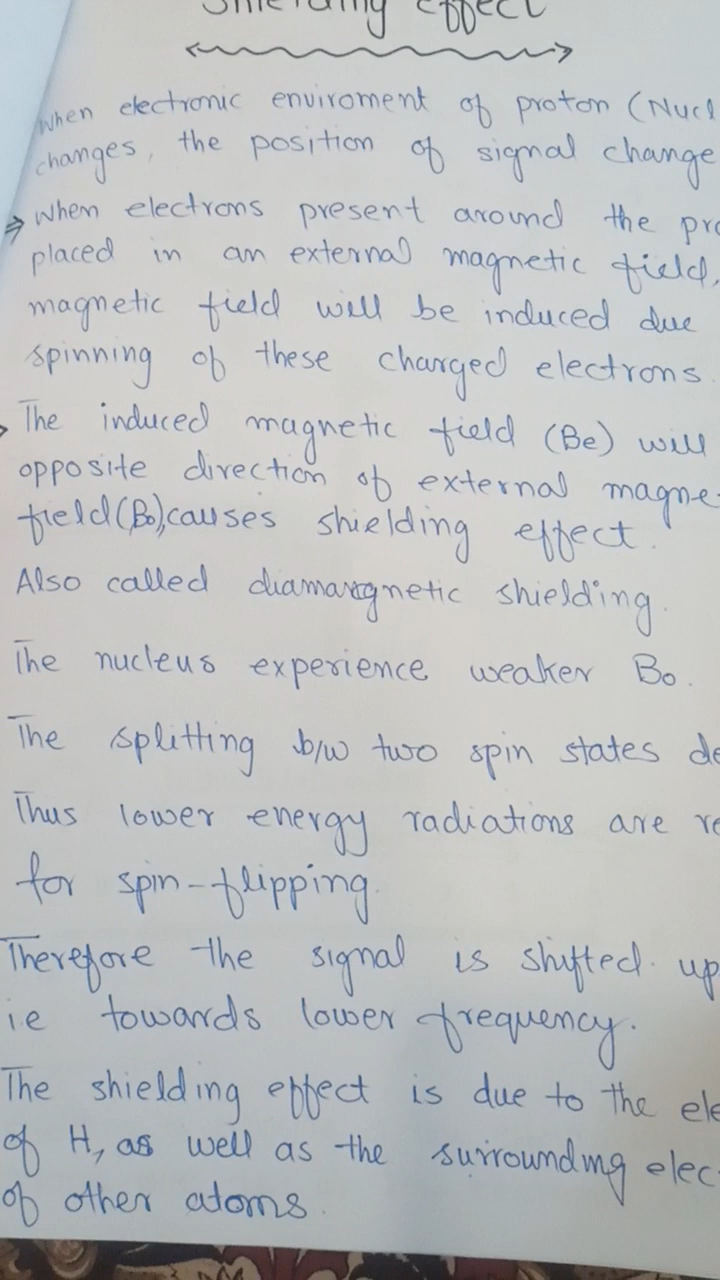 Shielding effect
When electronic enviroment of proton (Nucl
changes, the position of signal change
⇒ When electrons present around the pro
placed in an external magnetic field,
magnetic field will be induced due
spinning of these charged electrons.
The induced magnetic field (Be) will
opposite direction of external magne
field (Bo), causes shielding effect.
Also called diamagnetic shielding.
The nucleus experience weaker Bo.
The splitting b/w two spin states de
Thus lower energy radiations are re
for spin-flipping.
Therefore the signal is shifted up
i.e towards lower frequency.
The shielding effect is due to the ele
of H, as well as the surrounding elec
of other atoms.